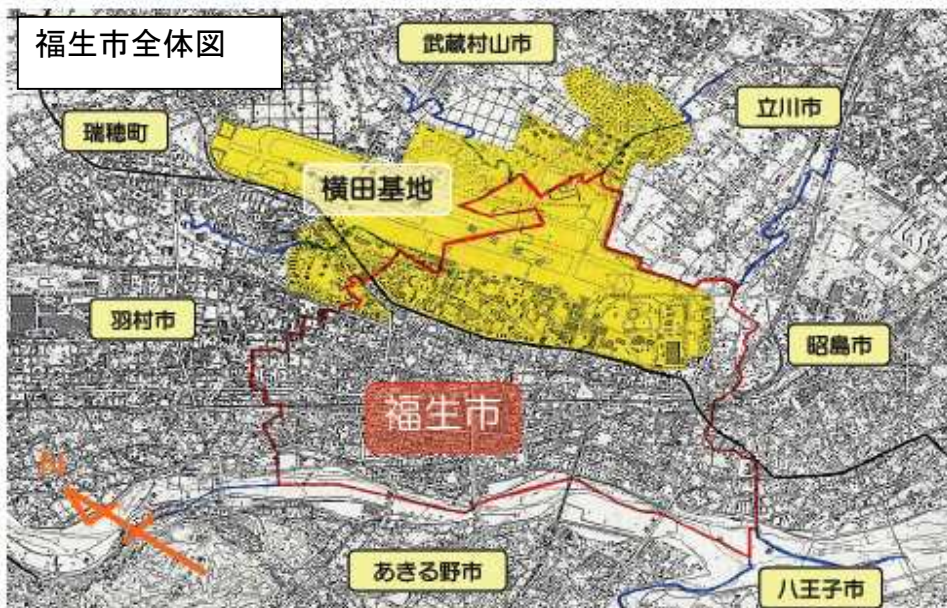 福生市全体図
武蔵村山市
立川市
瑞穂町
横田基地
羽村市
昭島市
福生市
N
あきる野市
八王子市